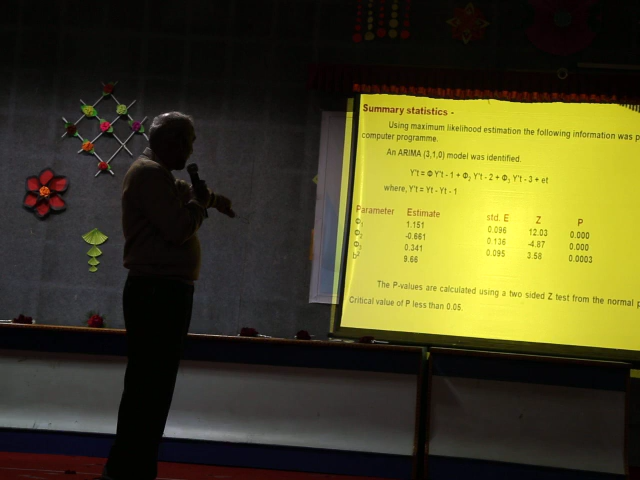 Summary statistics -
Using maximum likelihood estimation the following information was p
computer programme.
An ARIMA (3,1,0) model was identified.
Y't = Φ Y't - 1 + Φ₂ Y't - 2 + Φ₃ Y't - 3 + et
where, Y't = Yt - Yt - 1
Parameter Estimate std. E Z P
1.151 0.096 12.03 0.000
-0.661 0.136 -4.87 0.000
0.341 0.095 3.58 0.0003
9.66
The P-values are calculated using a two sided Z test from the normal p
Critical value of P less than 0.05.